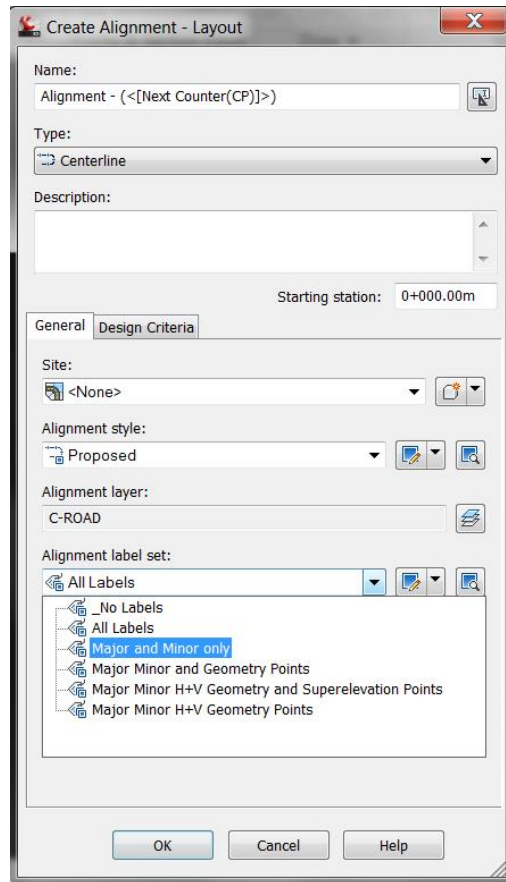 Create Alignment - Layout
Name:
Alignment - (<[Next Counter(CP)]>)
Type:
Centerline
Description:
Starting station: 0+000.00m
General Design Criteria
Site:
<None>
Alignment style:
Proposed
Alignment layer:
C-ROAD
Alignment label set:
All Labels
_No Labels
All Labels
Major and Minor only
Major Minor and Geometry Points
Major Minor H+V Geometry and Superelevation Points
Major Minor H+V Geometry Points
OK Cancel Help